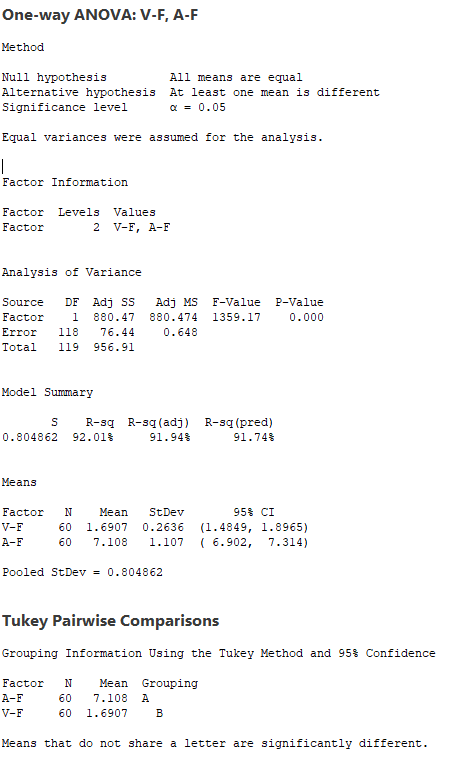 One-way ANOVA: V-F, A-F
Method
Null hypothesis All means are equal
Alternative hypothesis At least one mean is different
Significance level α = 0.05
Equal variances were assumed for the analysis.
Factor Information
Factor Levels Values
Factor 2 V-F, A-F
Analysis of Variance
Source DF Adj SS Adj MS F-Value P-Value
Factor 1 880.47 880.474 1359.17 0.000
Error 118 76.44 0.648
Total 119 956.91
Model Summary
S R-sq R-sq(adj) R-sq(pred)
0.804862 92.01% 91.94% 91.74%
Means
Factor N Mean StDev 95% CI
V-F 60 1.6907 0.2636 (1.4849, 1.8965)
A-F 60 7.108 1.107 ( 6.902, 7.314)
Pooled StDev = 0.804862
Tukey Pairwise Comparisons
Grouping Information Using the Tukey Method and 95% Confidence
Factor N Mean Grouping
A-F 60 7.108 A
V-F 60 1.6907 B
Means that do not share a letter are significantly different.